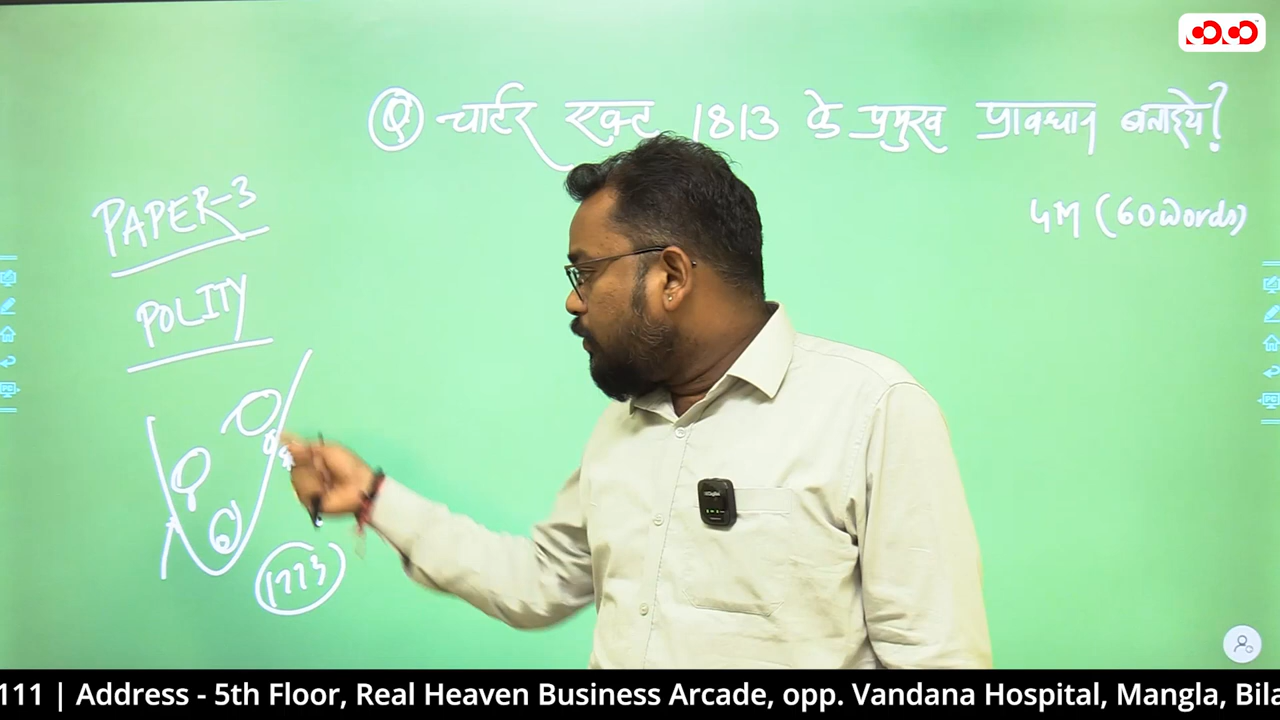 Q चार्टर एक्ट 1813 के प्रमुख प्रावधान बताइये?
4M (60 words)
PAPER-3
POLITY
1773
111 | Address - 5th Floor, Real Heaven Business Arcade, opp. Vandana Hospital, Mangla, Bila